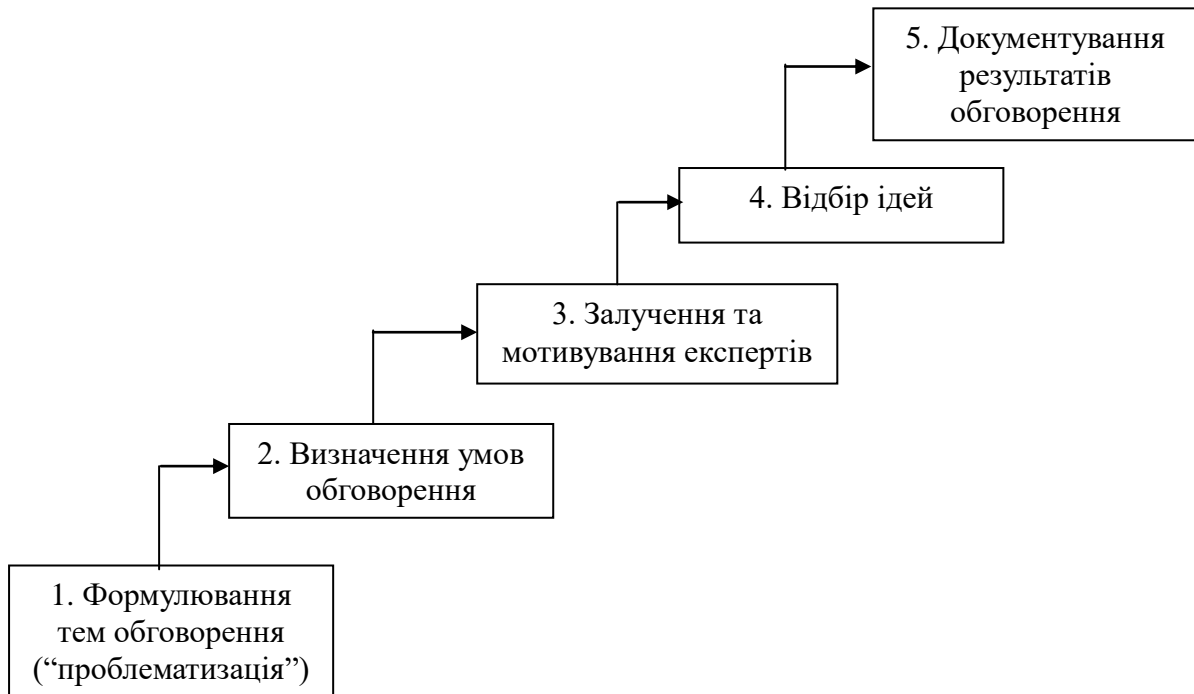 5. Документування
результатів
обговорення
4. Відбір ідей
3. Залучення та
мотивування експертів
2. Визначення умов
обговорення
1. Формулювання
тем обговорення
(“проблематизація”)